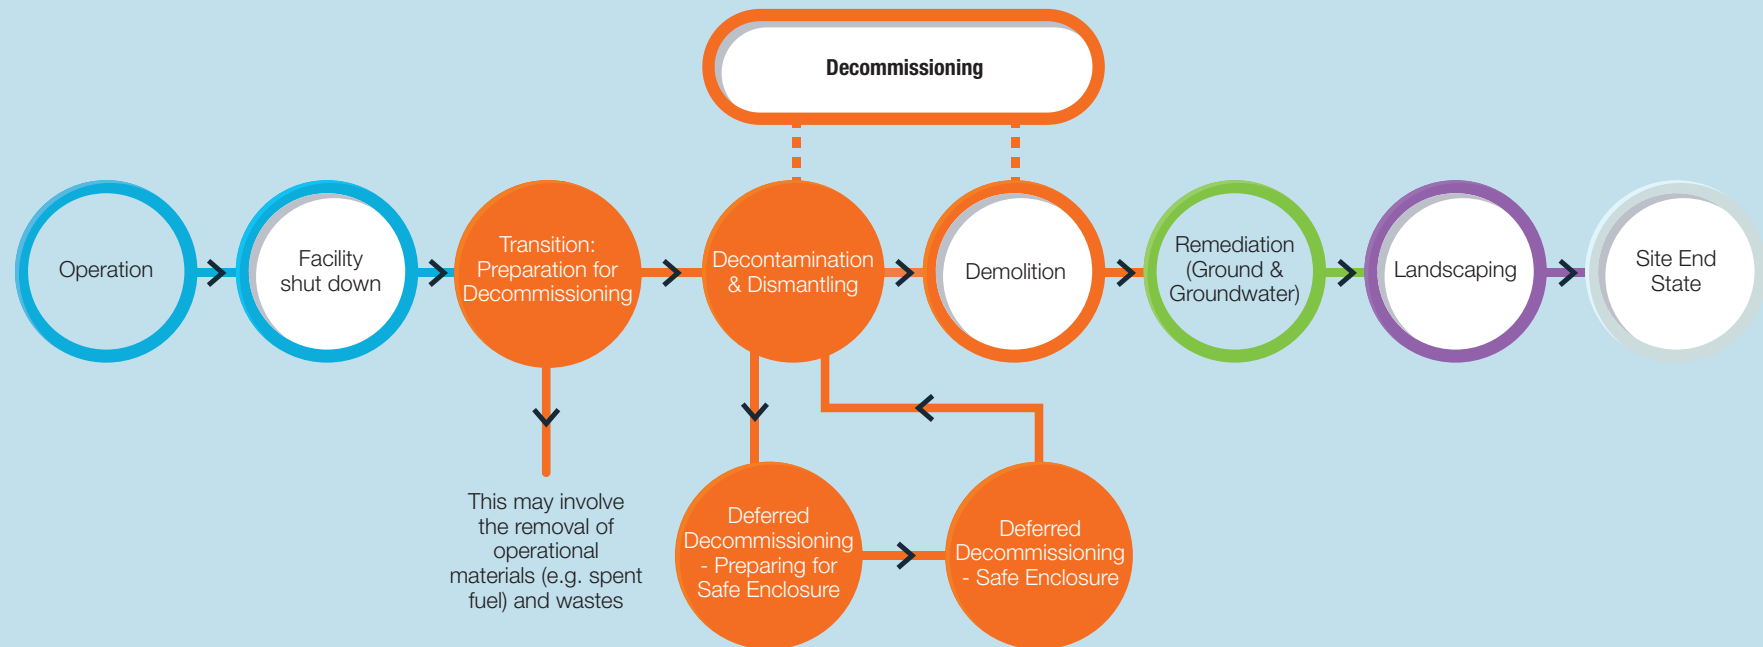 Decommissioning
Operation
Facility
shut down
Transition:
Preparation for
Decommissioning
Decontamination
& Dismantling
Demolition
Remediation
(Ground &
Groundwater)
Landscaping
Site End
State
This may involve
the removal of
operational
materials (e.g. spent
fuel) and wastes
Deferred
Decommissioning
- Preparing for
Safe Enclosure
Deferred
Decommissioning
- Safe Enclosure